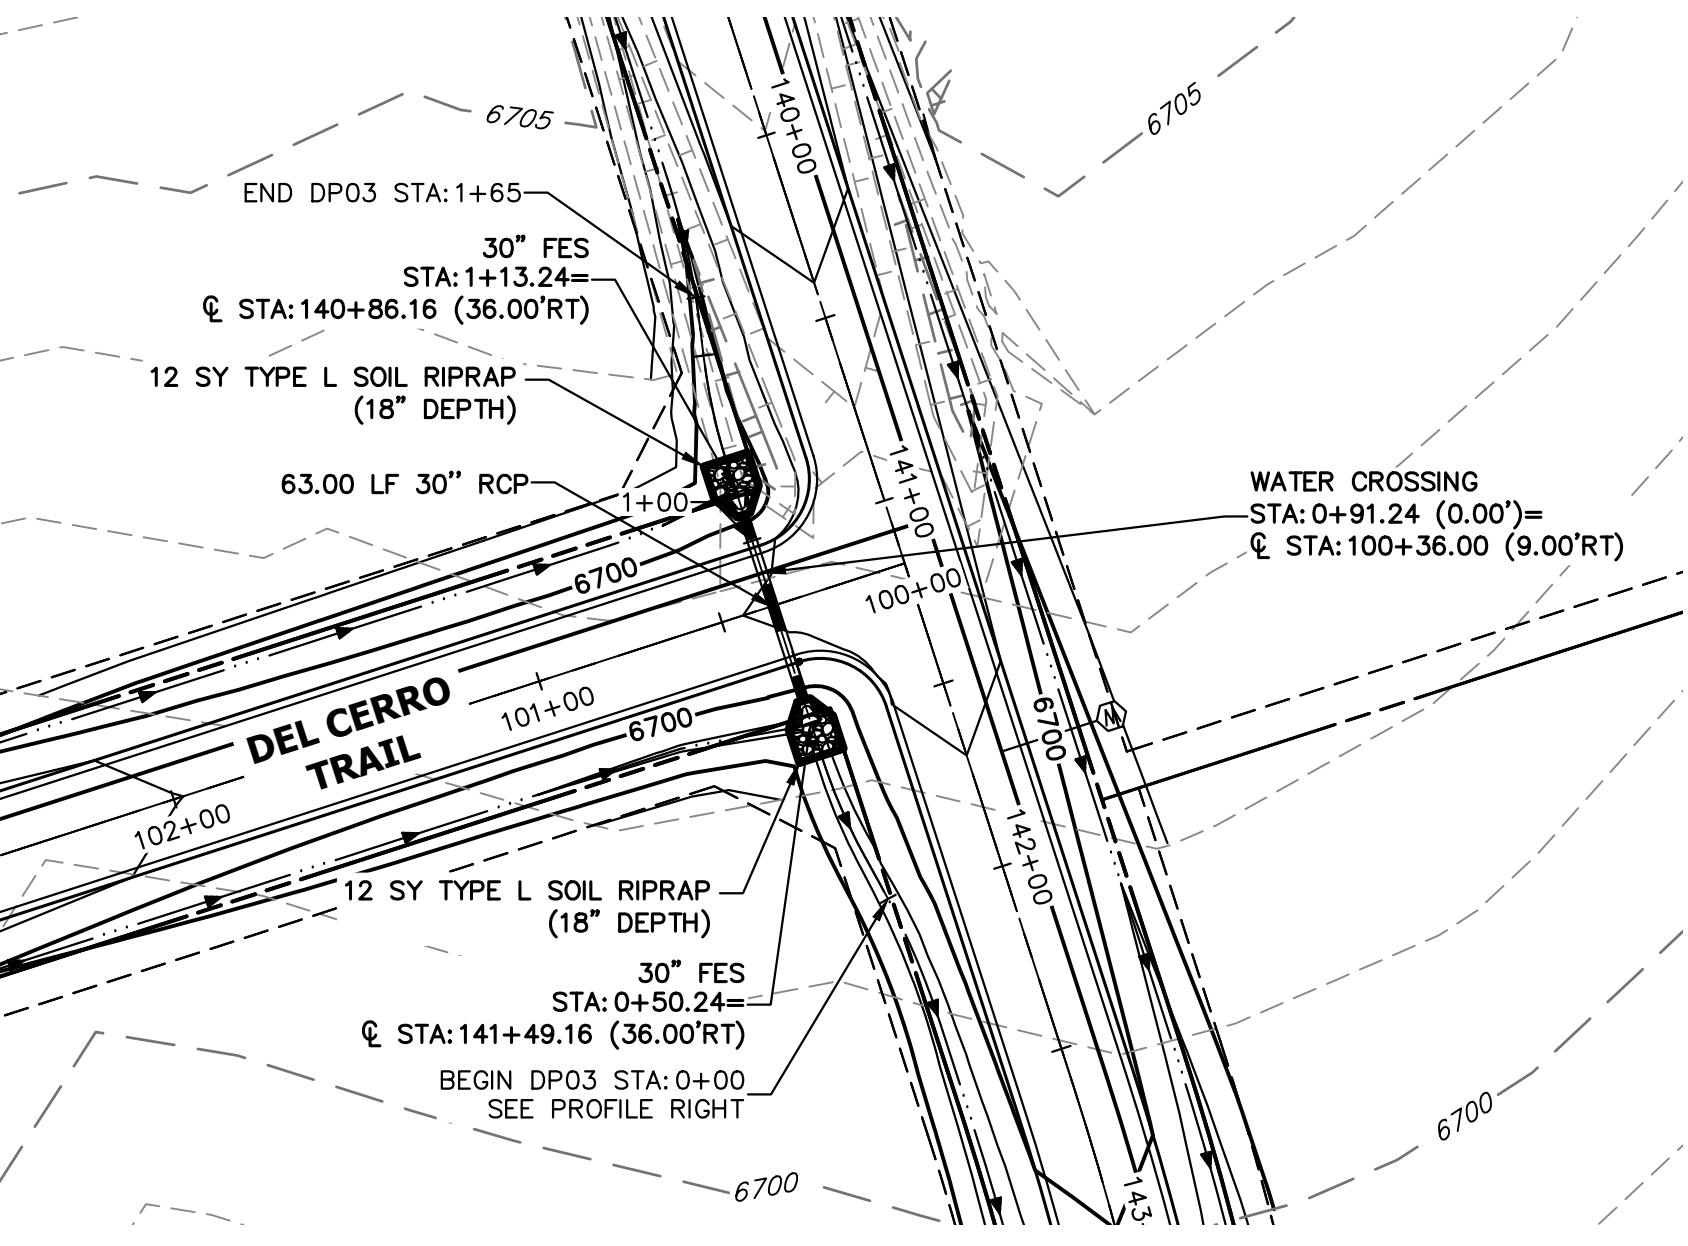 6705
6705
140+00
END DP03 STA:1+65
30" FES
STA:1+13.24=
℄ STA:140+86.16 (36.00'RT)
12 SY TYPE L SOIL RIPRAP
(18" DEPTH)
63.00 LF 30" RCP
1+00
141+00
WATER CROSSING
STA:0+91.24 (0.00')=
℄ STA:100+36.00 (9.00'RT)
6700
100+00
DEL CERRO
TRAIL
101+00
6700
6700
M
102+00
142+00
12 SY TYPE L SOIL RIPRAP
(18" DEPTH)
30" FES
STA:0+50.24=
℄ STA:141+49.16 (36.00'RT)
BEGIN DP03 STA:0+00
SEE PROFILE RIGHT
6700
6700
143